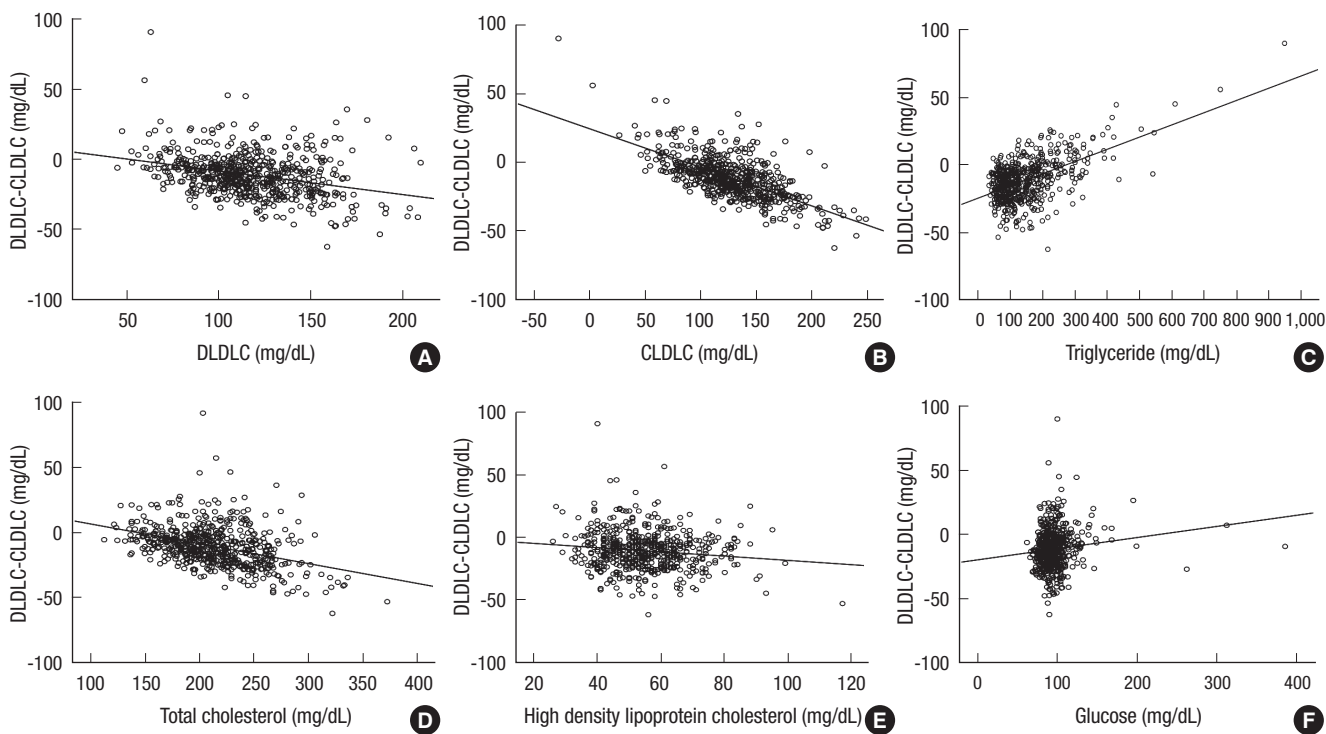 100
50
0
-50
-100
DLDLC-CLDLC (mg/dL)
50 100 150 200
DLDLC (mg/dL)
A
100
50
0
-50
-100
DLDLC-CLDLC (mg/dL)
-50 0 50 100 150 200 250
CLDLC (mg/dL)
B
100
50
0
-50
-100
DLDLC-CLDLC (mg/dL)
0 100 200 300 400 500 600 700 800 900 1,000
Triglyceride (mg/dL)
C
100
50
0
-50
-100
DLDLC-CLDLC (mg/dL)
100 150 200 250 300 350 400
Total cholesterol (mg/dL)
D
100
50
0
-50
-100
DLDLC-CLDLC (mg/dL)
20 40 60 80 100 120
High density lipoprotein cholesterol (mg/dL)
E
100
50
0
-50
-100
DLDLC-CLDLC (mg/dL)
0 100 200 300 400
Glucose (mg/dL)
F